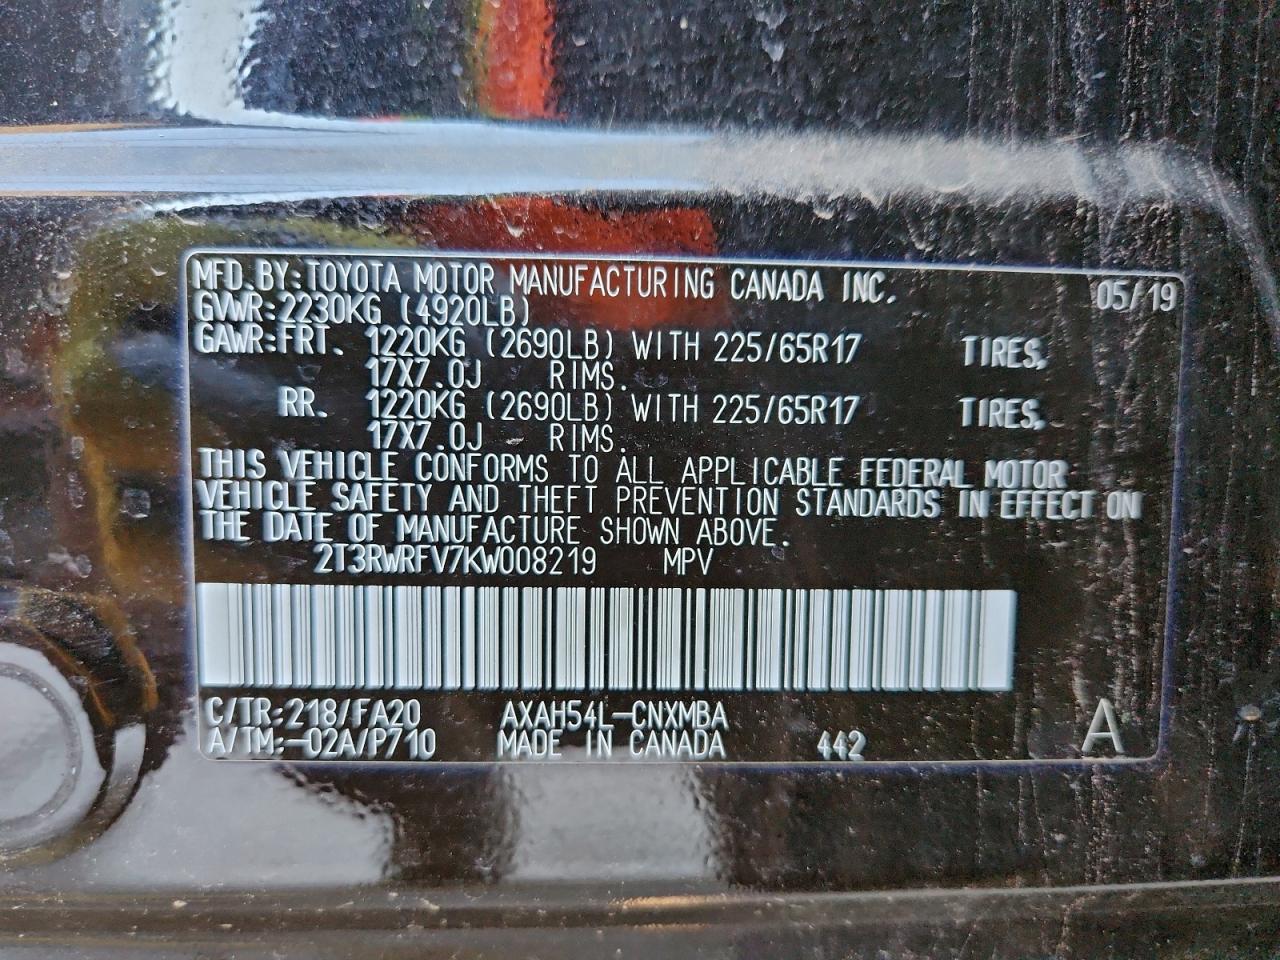 MFD.BY:TOYOTA MOTOR MANUFACTURING CANADA INC. 05/19
GVWR:2230KG (4920LB)
GAWR:FRT. 1220KG (2690LB) WITH 225/65R17 TIRES,
17X7.0J RIMS.
RR. 1220KG (2690LB) WITH 225/65R17 TIRES,
17X7.0J RIMS.
THIS VEHICLE CONFORMS TO ALL APPLICABLE FEDERAL MOTOR
VEHICLE SAFETY AND THEFT PREVENTION STANDARDS IN EFFECT ON
THE DATE OF MANUFACTURE SHOWN ABOVE.
2T3RWRFV7KW008219 MPV
C/TR:218/FA20 AXAH54L-CNXMBA
A/TM:-02A/P710 MADE IN CANADA 442 A